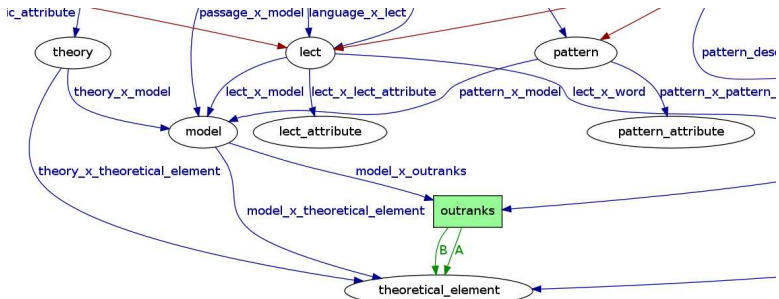 ic_attribute
passage_x_model
language_x_lect
theory
lect
pattern
pattern_desc
theory_x_model
lect_x_model
lect_x_lect_attribute
pattern_x_model
lect_x_word
pattern_x_pattern_
model
lect_attribute
pattern_attribute
theory_x_theoretical_element
model_x_outranks
model_x_theoretical_element
outranks
B
A
theoretical_element